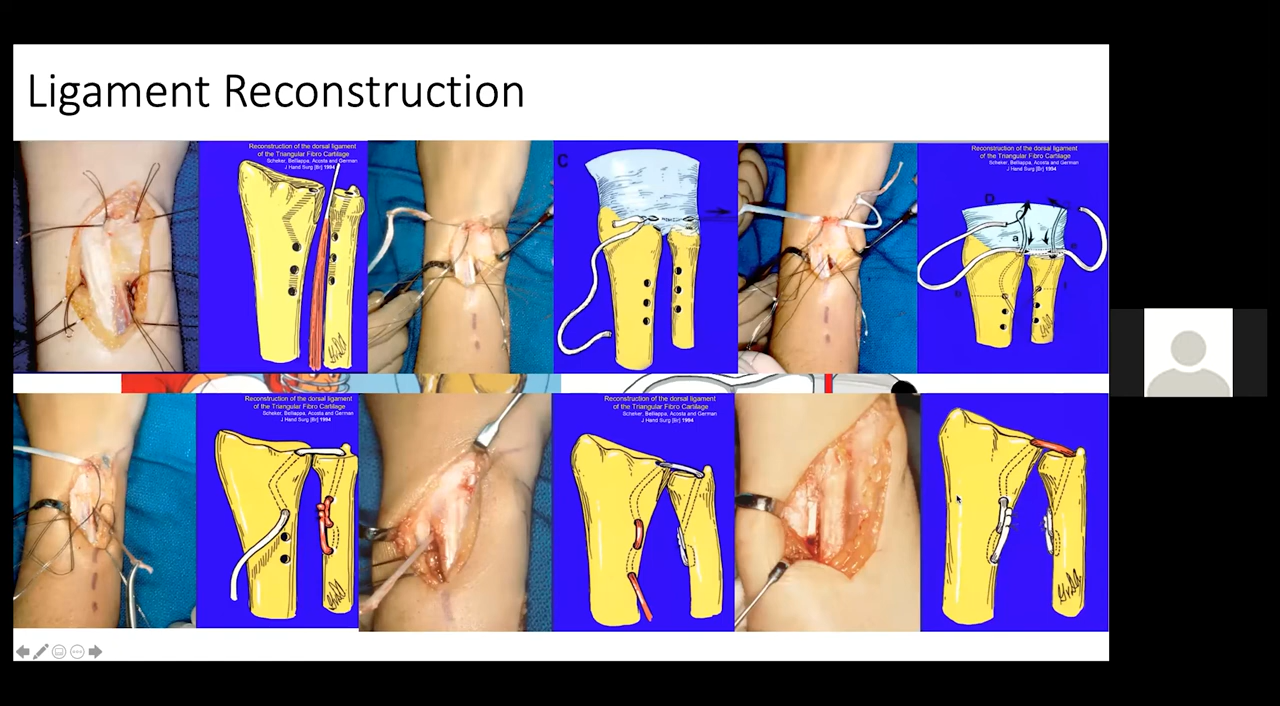 Ligament Reconstruction
Reconstruction of the dorsal ligament
of the Triangular Fibro Cartilage
Scheker, Belliappa, Acosta and German
J Hand Surg [Br] 1994
C
Reconstruction of the dorsal ligament
of the Triangular Fibro Cartilage
Scheker, Belliappa, Acosta and German
J Hand Surg [Br] 1994
D
a
Reconstruction of the dorsal ligament
of the Triangular Fibro Cartilage
Scheker, Belliappa, Acosta and German
J Hand Surg [Br] 1994
Reconstruction of the dorsal ligament
of the Triangular Fibro Cartilage
Scheker, Belliappa, Acosta and German
J Hand Surg [Br] 1994